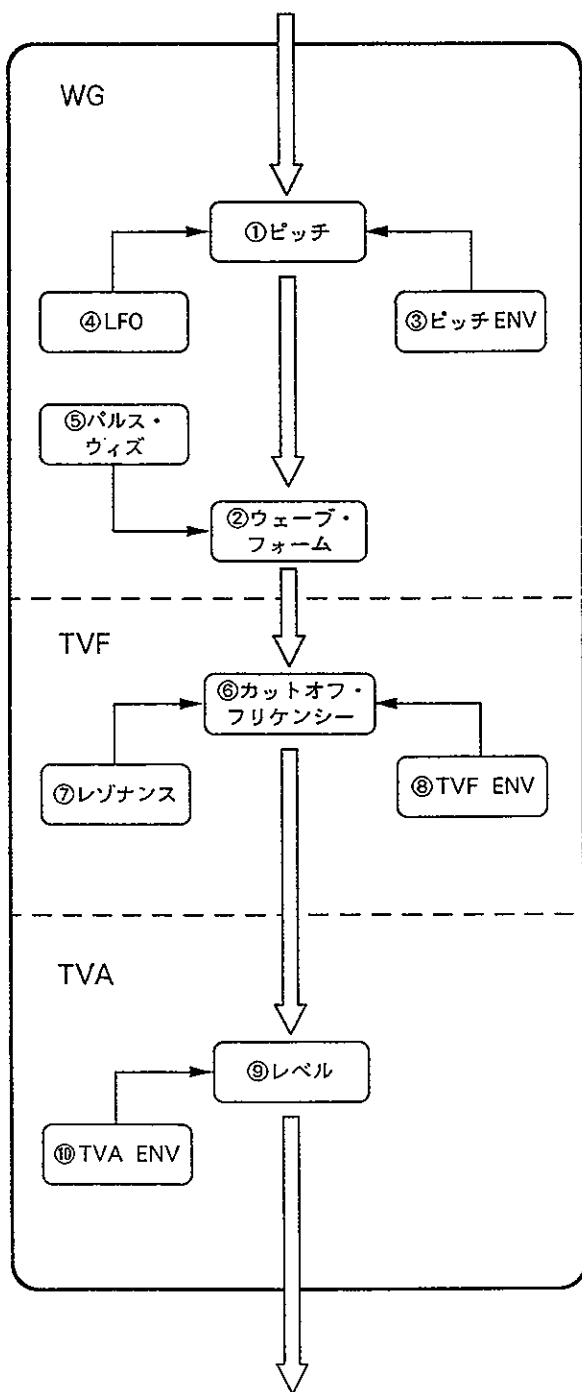 WG
①ピッチ
④LFO
③ピッチENV
⑤パルス・
ウィズ
②ウェーブ・
フォーム
TVF
⑥カットオフ・
フリケンシー
⑦レゾナンス
⑧TVF ENV
TVA
⑨レベル
⑩TVA ENV